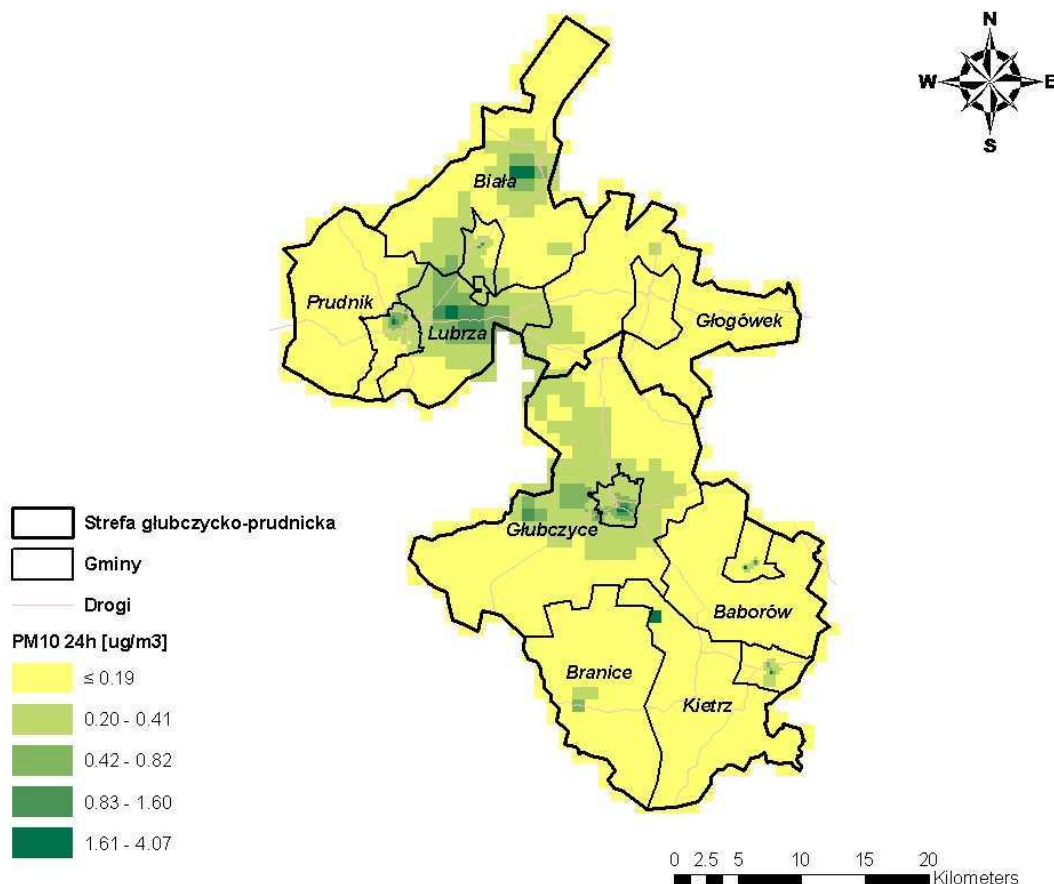 N
W
E
S
Biała
Prudnik
Lubrza
Głogówek
Głubczyce
Baborów
Branice
Kietrz
Strefa głubczycko-prudnicka
Gminy
Drogi
PM10 24h [ug/m3]
≤ 0.19
0.20 - 0.41
0.42 - 0.82
0.83 - 1.60
1.61 - 4.07
0 2.5 5 10 15 20
Kilometers